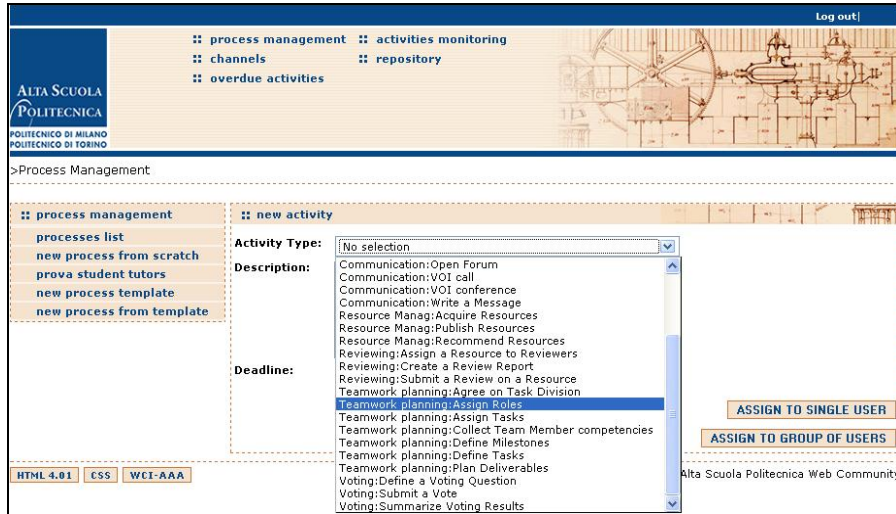 Log out|
:: process management :: activities monitoring
:: channels :: repository
:: overdue activities
ALTA SCUOLA
POLITECNICA
POLITECNICO DI MILANO
POLITECNICO DI TORINO
>Process Management
:: process management
processes list
new process from scratch
prova student tutors
new process template
new process from template
:: new activity
Activity Type:
No selection
Description:
Communication:Open Forum
Communication:VOI call
Communication:VOI conference
Communication:Write a Message
Resource Manag:Acquire Resources
Resource Manag:Publish Resources
Resource Manag:Recommend Resources
Reviewing:Assign a Resource to Reviewers
Reviewing:Create a Review Report
Reviewing:Submit a Review on a Resource
Teamwork planning:Agree on Task Division
Teamwork planning:Assign Roles
Teamwork planning:Assign Tasks
Teamwork planning:Collect Team Member competencies
Teamwork planning:Define Milestones
Teamwork planning:Define Tasks
Teamwork planning:Plan Deliverables
Voting:Define a Voting Question
Voting:Submit a Vote
Voting:Summarize Voting Results
Deadline:
ASSIGN TO SINGLE USER
ASSIGN TO GROUP OF USERS
HTML 4.01 CSS WCI-AAA
Alta Scuola Politecnica Web Community